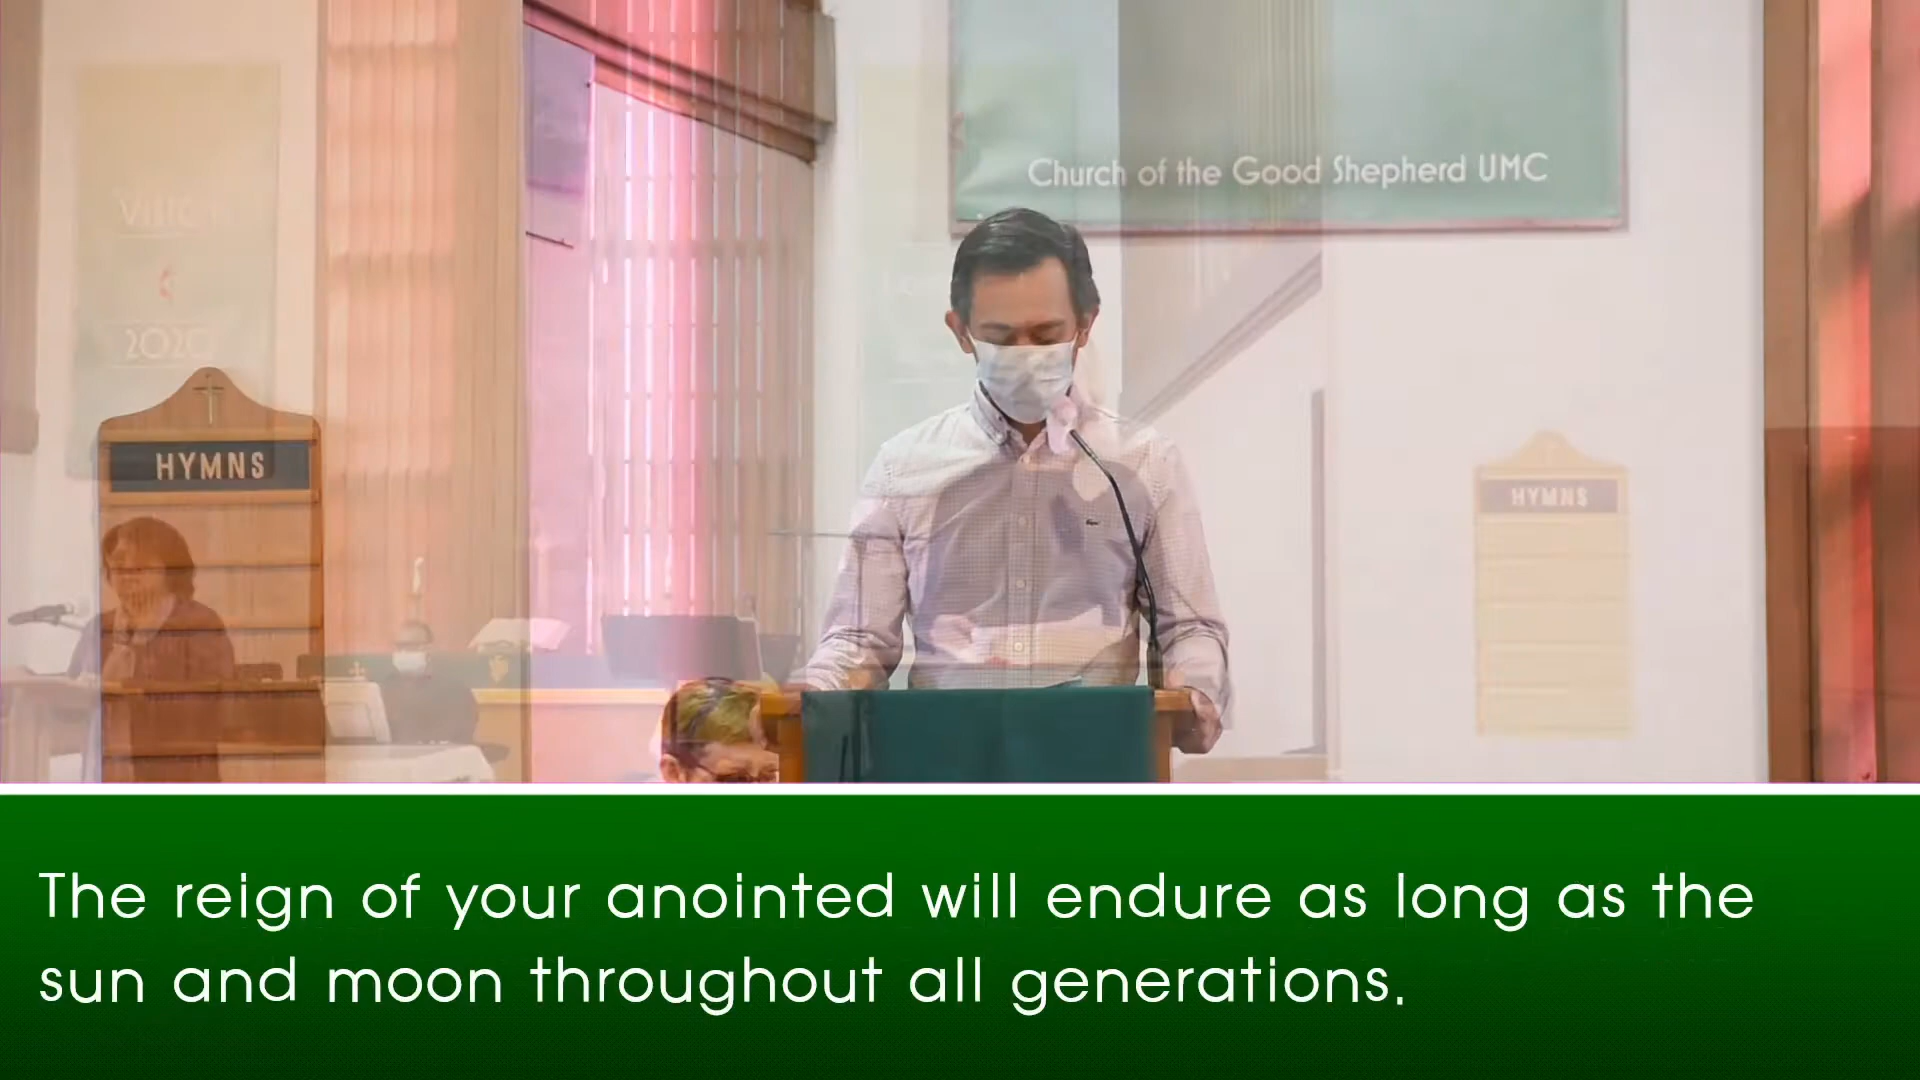 Church of the Good Shepherd UMC
2020
HYMNS
HYMNS
The reign of your anointed will endure as long as the
sun and moon throughout all generations.